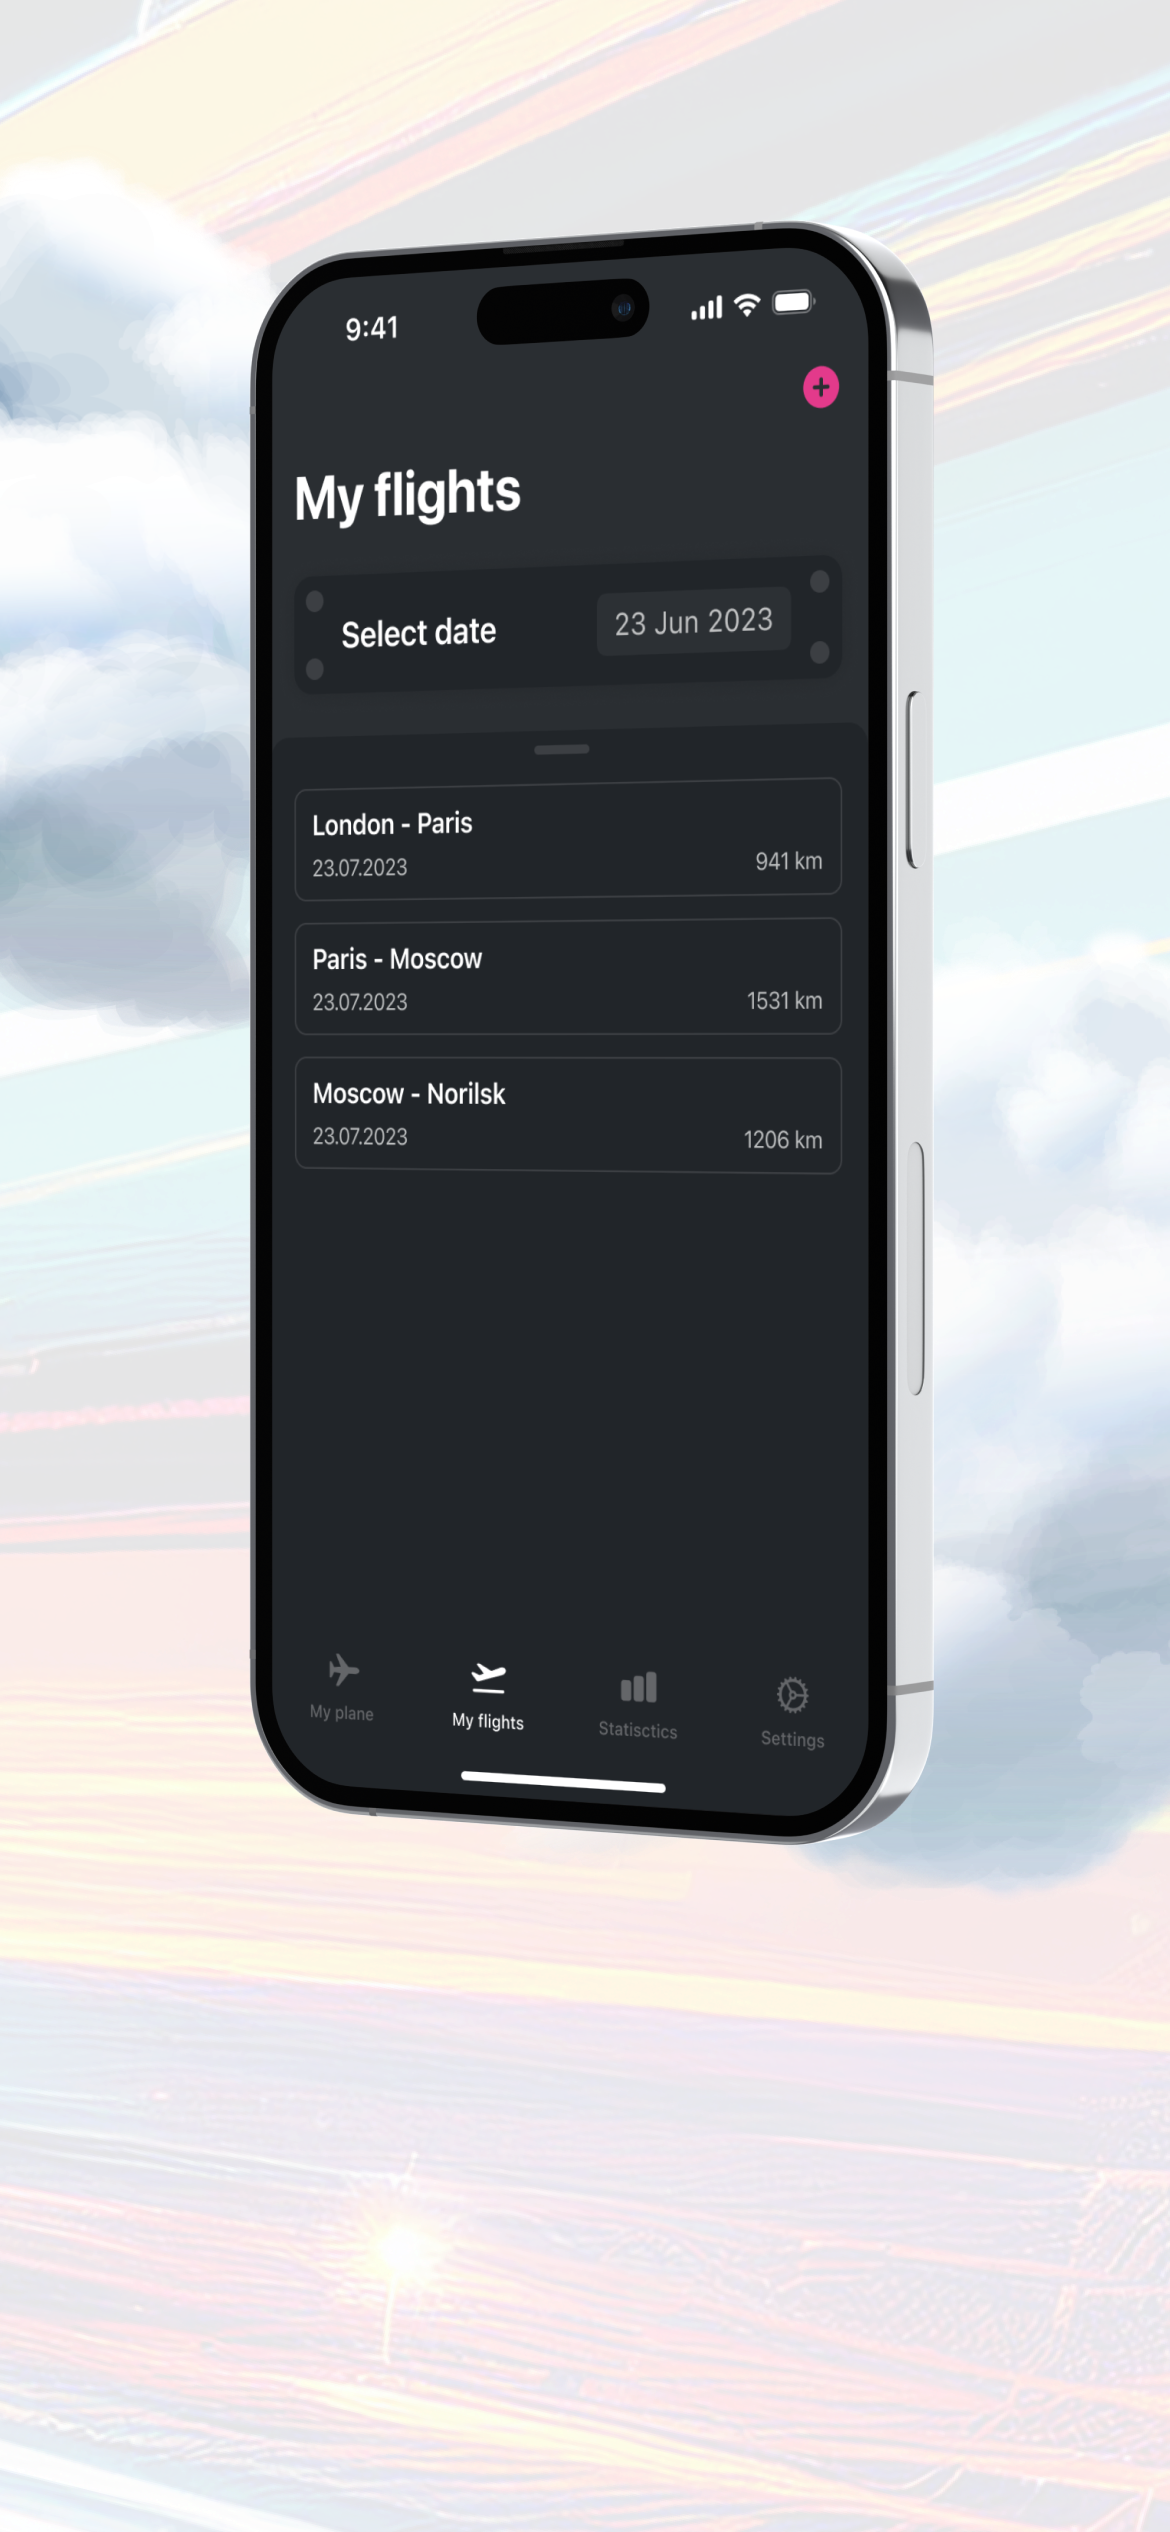 9:41
My flights
Select date
23 Jun 2023
London - Paris
23.07.2023
941 km
Paris - Moscow
23.07.2023
1531 km
Moscow - Norilsk
23.07.2023
1206 km
My plane
My flights
Statisctics
Settings